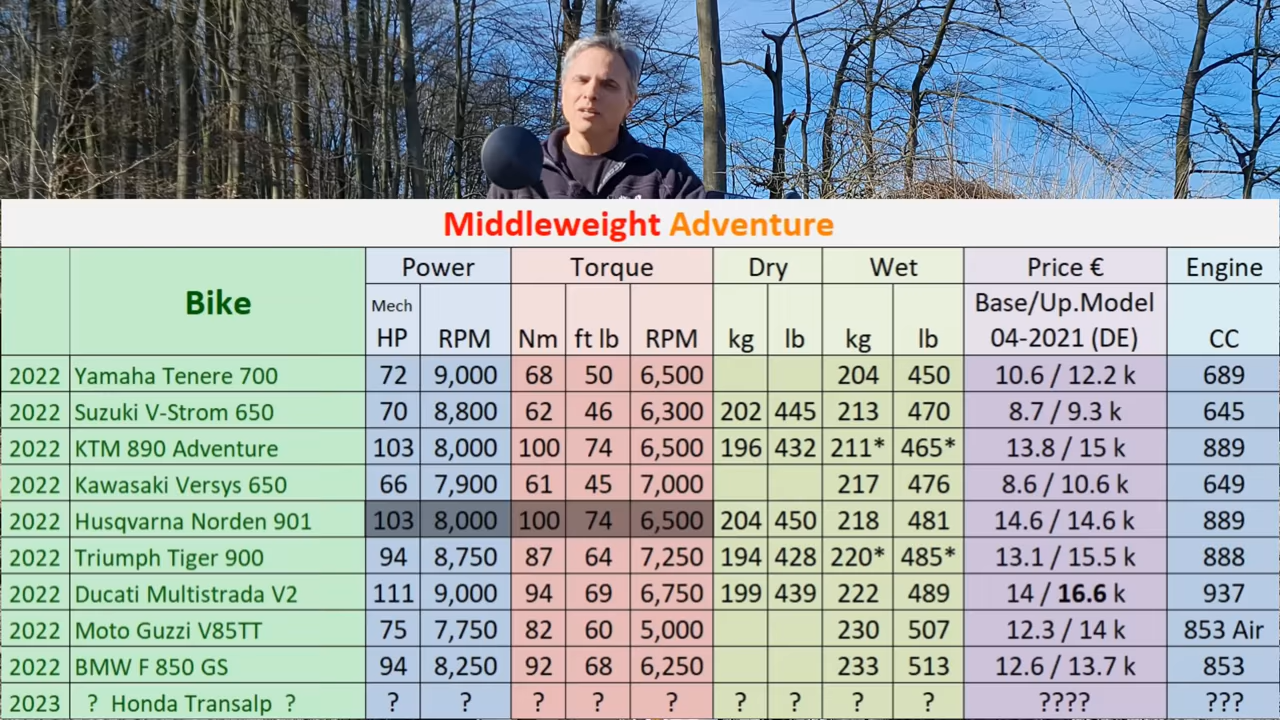 Middleweight Adventure
Bike Power Torque Dry Wet Price € Engine
Mech HP RPM Nm ft lb RPM kg lb kg lb Base/Up.Model 04-2021 (DE) CC
2022 Yamaha Tenere 700 72 9,000 68 50 6,500 204 450 10.6 / 12.2 k 689
2022 Suzuki V-Strom 650 70 8,800 62 46 6,300 202 445 213 470 8.7 / 9.3 k 645
2022 KTM 890 Adventure 103 8,000 100 74 6,500 196 432 211* 465* 13.8 / 15 k 889
2022 Kawasaki Versys 650 66 7,900 61 45 7,000 217 476 8.6 / 10.6 k 649
2022 Husqvarna Norden 901 103 8,000 100 74 6,500 204 450 218 481 14.6 / 14.6 k 889
2022 Triumph Tiger 900 94 8,750 87 64 7,250 194 428 220* 485* 13.1 / 15.5 k 888
2022 Ducati Multistrada V2 111 9,000 94 69 6,750 199 439 222 489 14 / 16.6 k 937
2022 Moto Guzzi V85TT 75 7,750 82 60 5,000 230 507 12.3 / 14 k 853 Air
2022 BMW F 850 GS 94 8,250 92 68 6,250 233 513 12.6 / 13.7 k 853
2023 ? Honda Transalp ? ? ? ? ? ? ? ? ? ? ???? ???